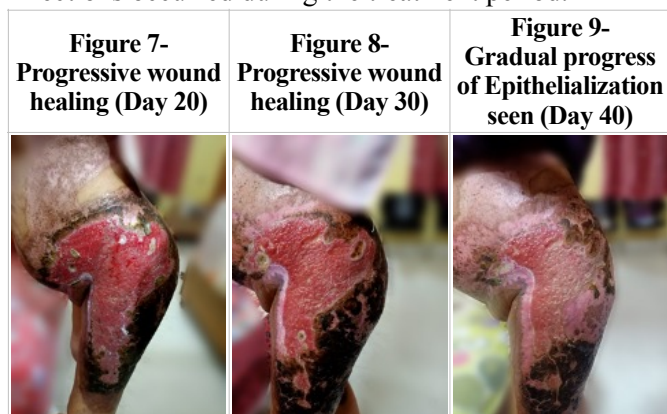 Figure 7-
Progressive wound
healing (Day 20)
Figure 8-
Progressive wound
healing (Day 30)
Figure 9-
Gradual progress
of Epithelialization
seen (Day 40)